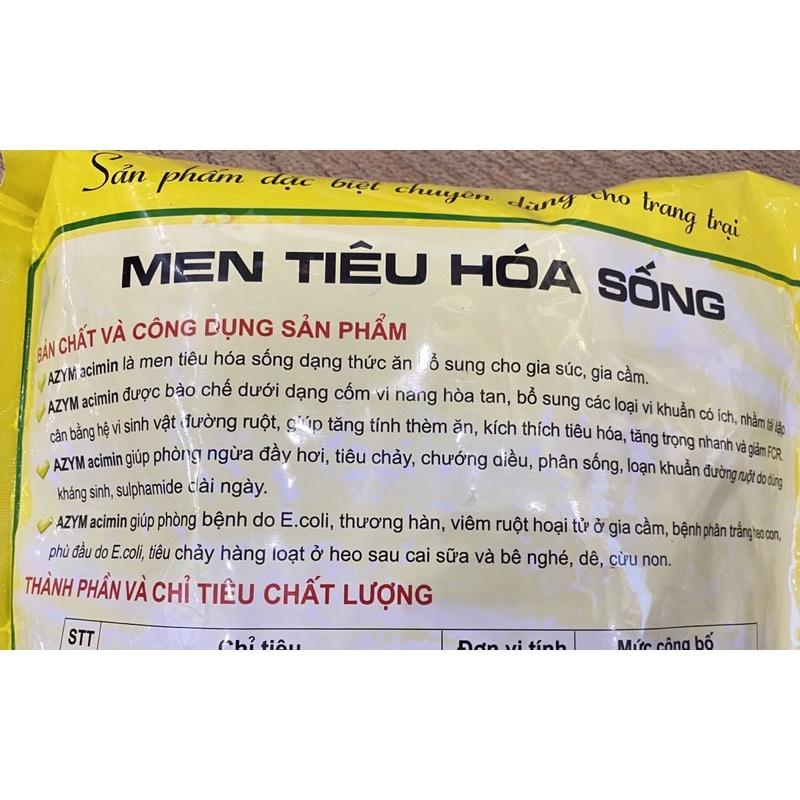 Sản phẩm đặc biệt chuyên dùng cho trang trại
MEN TIÊU HÓA SỐNG
BẢN CHẤT VÀ CÔNG DỤNG SẢN PHẨM
AZYM acimin là men tiêu hóa sống dạng thức ăn bổ sung cho gia súc, gia cầm.
AZYM acimin được bào chế dưới dạng cốm vi nang hòa tan, bổ sung các loại vi khuẩn có ích, nhằm tái lập
cân bằng hệ vi sinh vật đường ruột, giúp tăng tính thèm ăn, kích thích tiêu hóa, tăng trọng nhanh và giảm FCR.
AZYM acimin giúp phòng ngừa đầy hơi, tiêu chảy, chướng diều, phân sống, loạn khuẩn đường ruột do dùng
kháng sinh, sulphamide dài ngày.
AZYM acimin giúp phòng bệnh do E.coli, thương hàn, viêm ruột hoại tử ở gia cầm, bệnh phân trắng heo con,
phù đầu do E.coli, tiêu chảy hàng loạt ở heo sau cai sữa và bê nghé, dê, cừu non.
THÀNH PHẦN VÀ CHỈ TIÊU CHẤT LƯỢNG
STT Chỉ tiêu Đơn vị tính Mức công bố